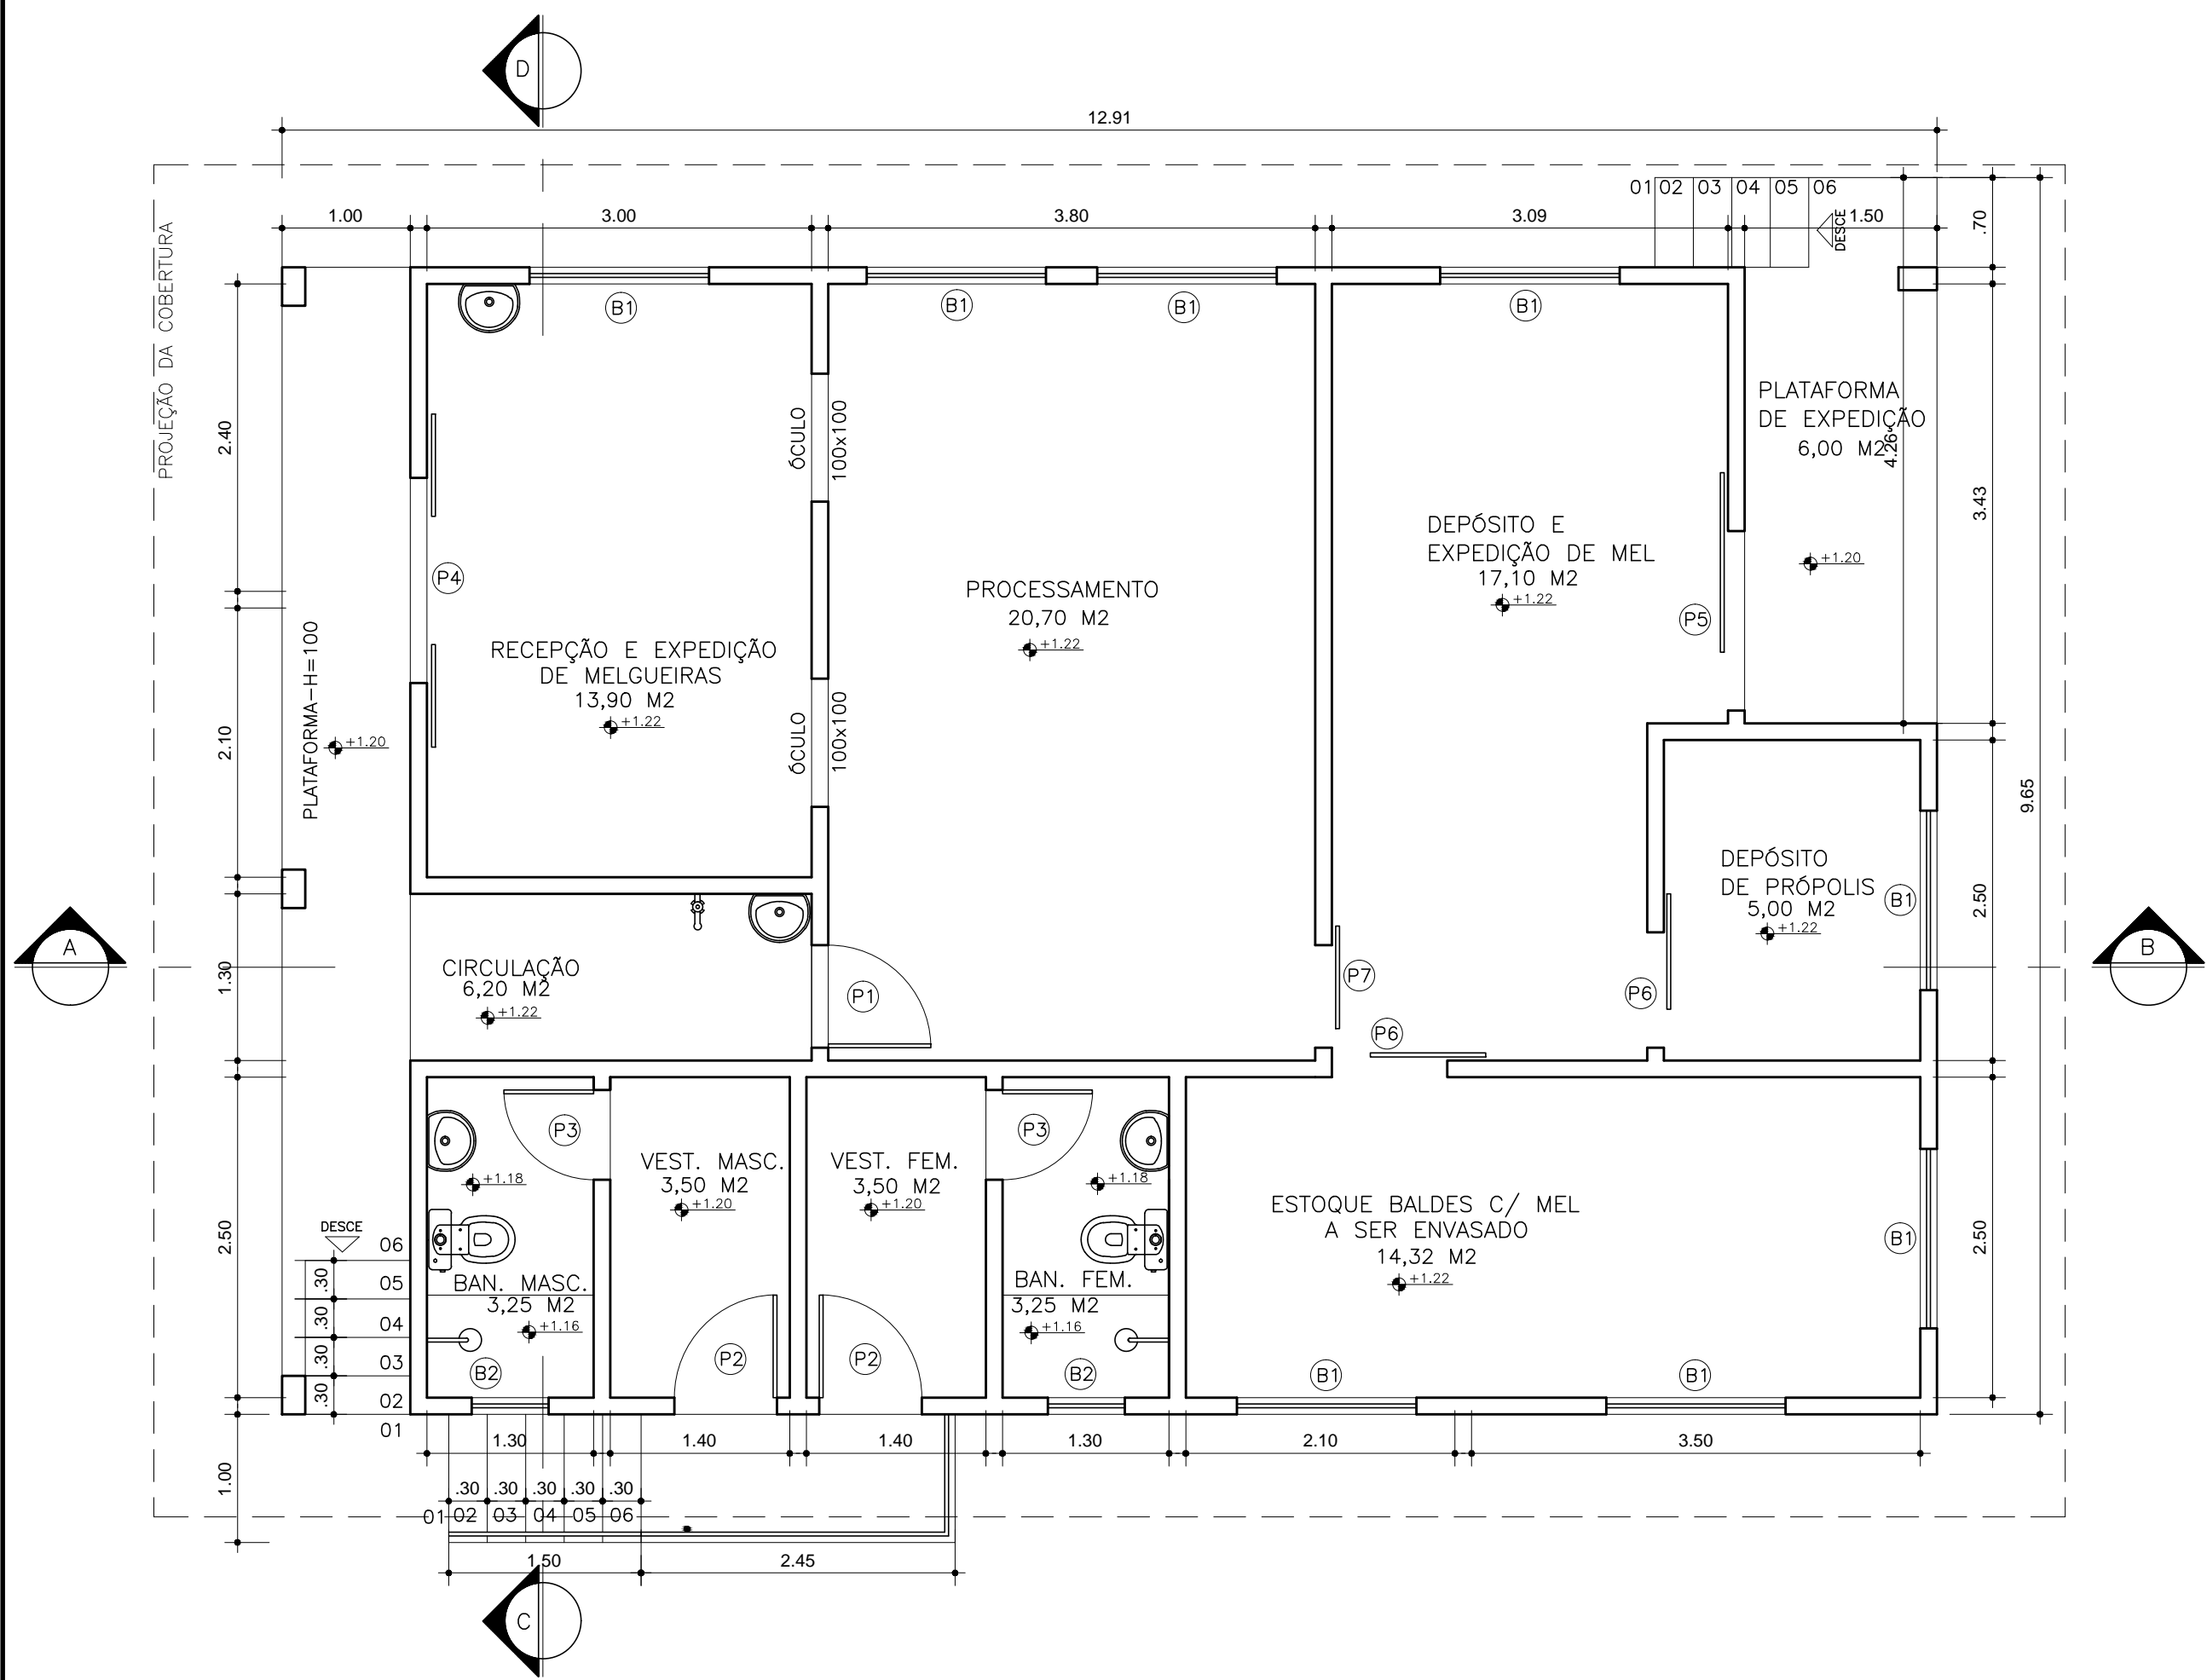 D
12.91
01 02 03 04 05 06
DESCE
1.00
3.00
3.80
3.09
1.50
.70
PROJEÇÃO DA COBERTURA
B1
B1
B1
B1
2.40
ÓCULO
100x100
PLATAFORMA
DE EXPEDIÇÃO
6,00 M2
4.26
3.43
DEPÓSITO E
EXPEDIÇÃO DE MEL
17,10 M2
+1.22
+1.20
P4
P5
PROCESSAMENTO
20,70 M2
+1.22
RECEPÇÃO E EXPEDIÇÃO
DE MELGUEIRAS
13,90 M2
+1.22
PLATAFORMA-H=100
+1.20
2.10
ÓCULO
100x100
9.65
DEPÓSITO
DE PRÓPOLIS
5,00 M2
+1.22
B1
2.50
A
B
1.30
CIRCULAÇÃO
6,20 M2
+1.22
P1
P7
P6
P6
P3
P3
VEST. MASC.
3,50 M2
+1.20
VEST. FEM.
3,50 M2
+1.20
+1.18
+1.18
ESTOQUE BALDES C/ MEL
A SER ENVASADO
14,32 M2
+1.22
B1
2.50
2.50
DESCE
06
05
04
03
02
01
.30
.30
.30
.30
BAN. MASC.
3,25 M2
+1.16
BAN. FEM.
3,25 M2
+1.16
B2
P2
P2
B2
B1
B1
1.30
1.40
1.40
1.30
2.10
3.50
1.00
.30 .30 .30 .30 .30
01 02 03 04 05 06
1.50
2.45
C